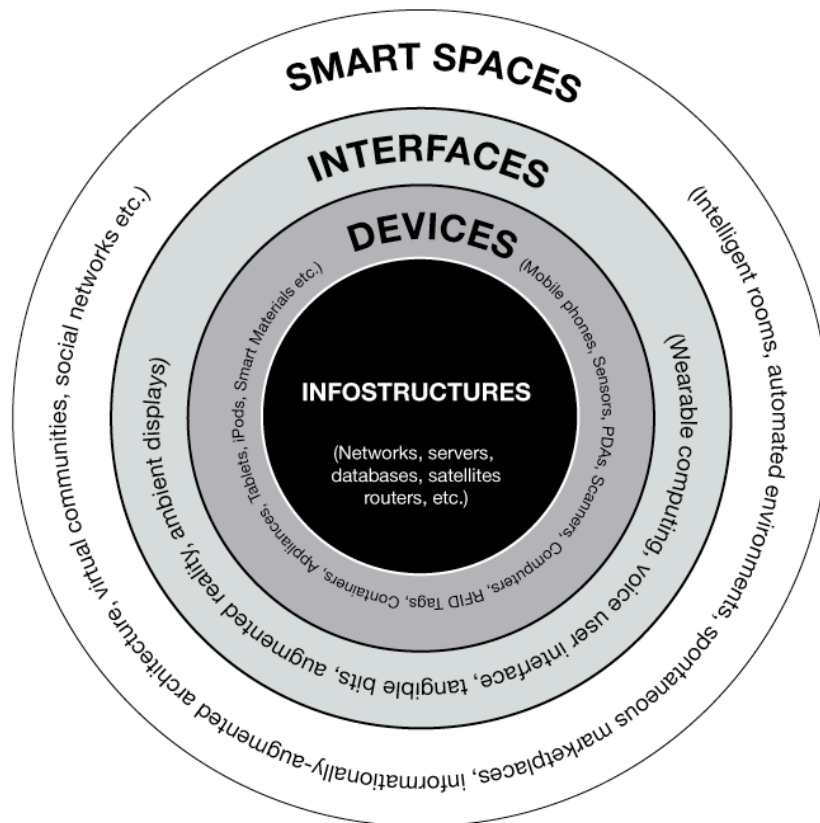 SMART SPACES
(Intelligent rooms, automated environments, spontaneous marketplaces, informationally-augmented architecture, virtual communities, social networks etc.)
INTERFACES
(Wearable computing, voice user interface, tangible bits, augmented reality, ambient displays)
DEVICES
(Mobile phones, Sensors, PDAs, Scanners, Computers, RFID Tags, Containers, Appliances, Tablets, iPods, Smart Materials etc.)
INFOSTRUCTURES
(Networks, servers,
databases, satellites
routers, etc.)